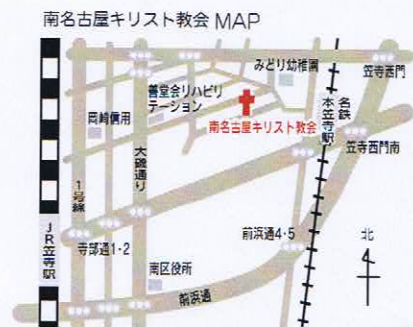 南名古屋キリスト教会 MAP
みどり幼稚園
笠寺西門
善堂会リハビリ
テーション
岡崎信用
南名古屋キリスト教会
名鉄
本笠寺駅
笠寺西門南
大磯通り
1号線
JR笠寺駅
寺部通1・2
前浜通4・5
北
南区役所
前浜通